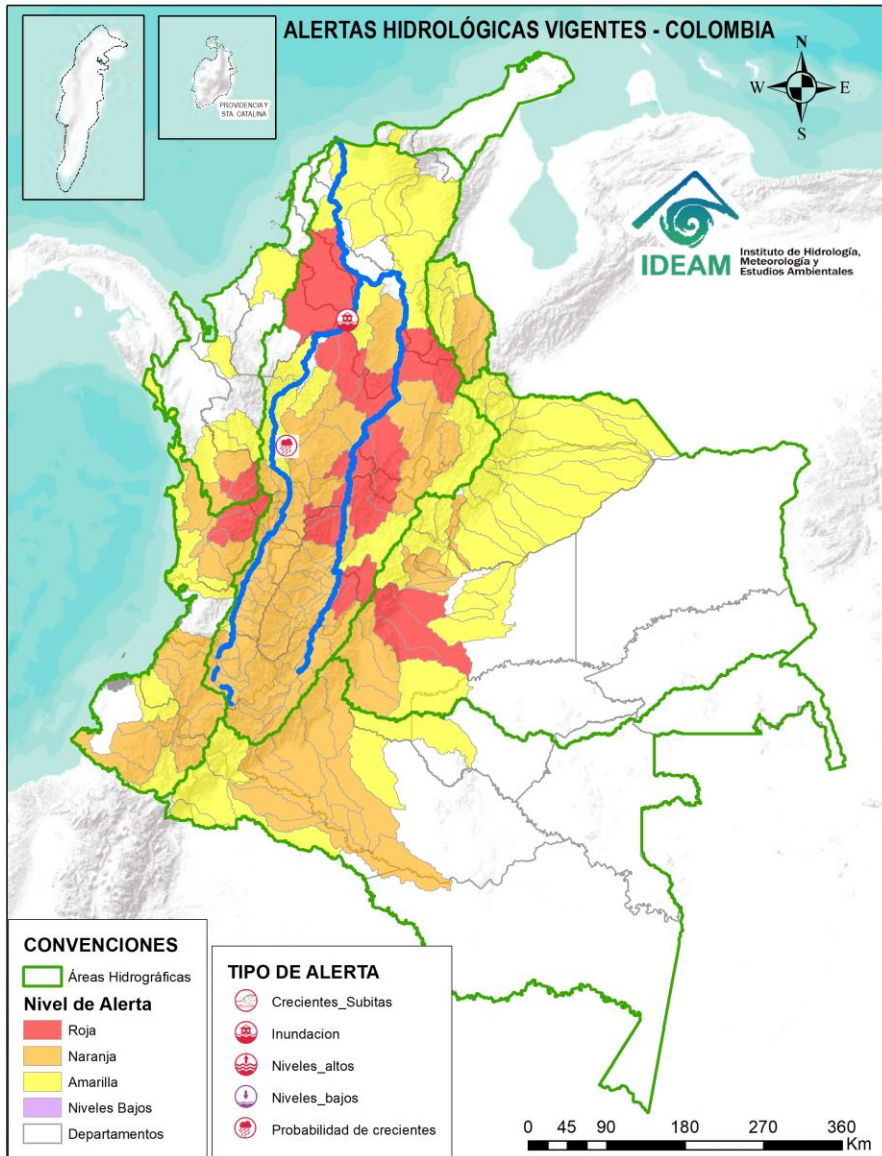 ALERTAS HIDROLÓGICAS VIGENTES - COLOMBIA
PROVIDENCIA Y
STA. CATALINA
N
W
E
S
IDEAM
Instituto de Hidrología,
Meteorología y
Estudios Ambientales
CONVENCIONES
Áreas Hidrográficas
Nivel de Alerta
Roja
Naranja
Amarilla
Niveles Bajos
Departamentos
TIPO DE ALERTA
Crecientes_Subitas
Inundacion
Niveles_altos
Niveles_bajos
Probabilidad de crecientes
0 45 90 180 270 360
Km